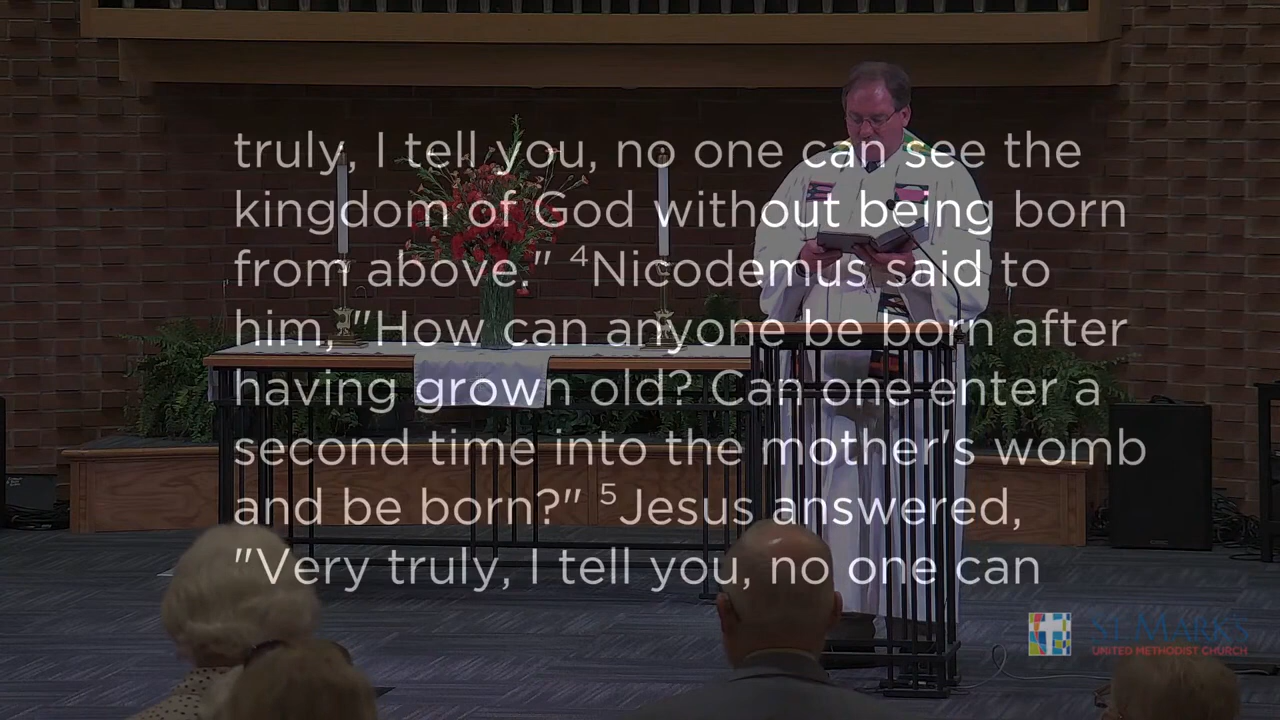 truly, I tell you, no one can see the
kingdom of God without being born
from above." 4Nicodemus said to
him, "How can anyone be born after
having grown old? Can one enter a
second time into the mother's womb
and be born?" 5Jesus answered,
"Very truly, I tell you, no one can
ST. MARKS
UNITED METHODIST CHURCH